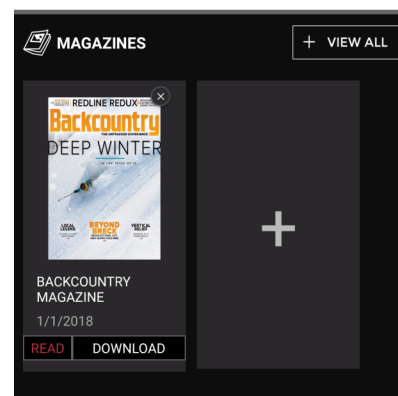 MAGAZINES
+ VIEW ALL
REDLINE REDUX
Backcountry
THE UNTRACKED EXPERIENCE
DEEP WINTER
LOCAL LEGEND
BEYOND BRECK
VERTICAL RELIEF
BACKCOUNTRY
MAGAZINE
1/1/2018
READ
DOWNLOAD